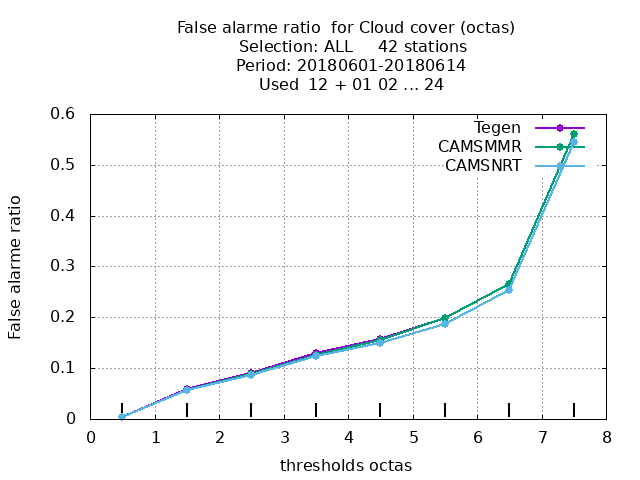 False alarme ratio  for Cloud cover (octas)
Selection: ALL     42 stations
Period: 20180601-20180614
Used  12 + 01 02 ... 24
Tegen
CAMSMMR
CAMSNRT
False alarme ratio
0.6
0.5
0.4
0.3
0.2
0.1
0
0 1 2 3 4 5 6 7 8
thresholds octas